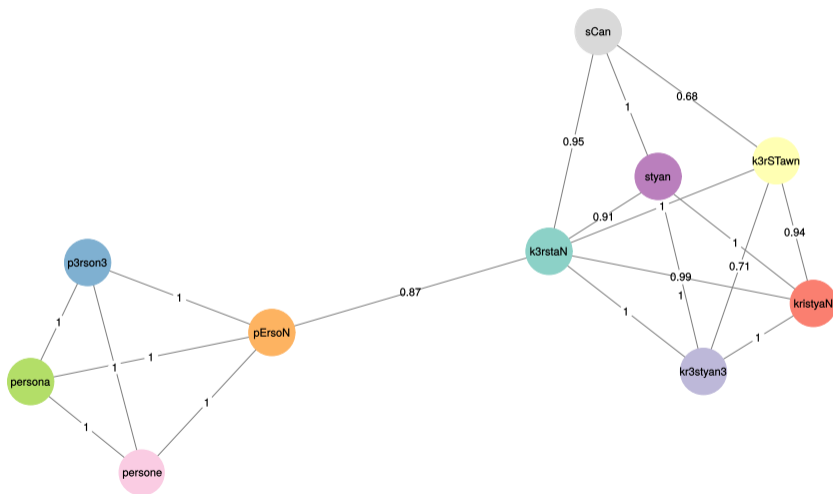 sCan
0.68
1
0.95
k3rSTawn
styan
1
0.91
0.94
1
k3rstaN
p3rson3
0.71
0.99
0.87
1
1
kristyaN
1
1
pErsoN
1
1
1
kr3styan3
1
persona
1
1
persone